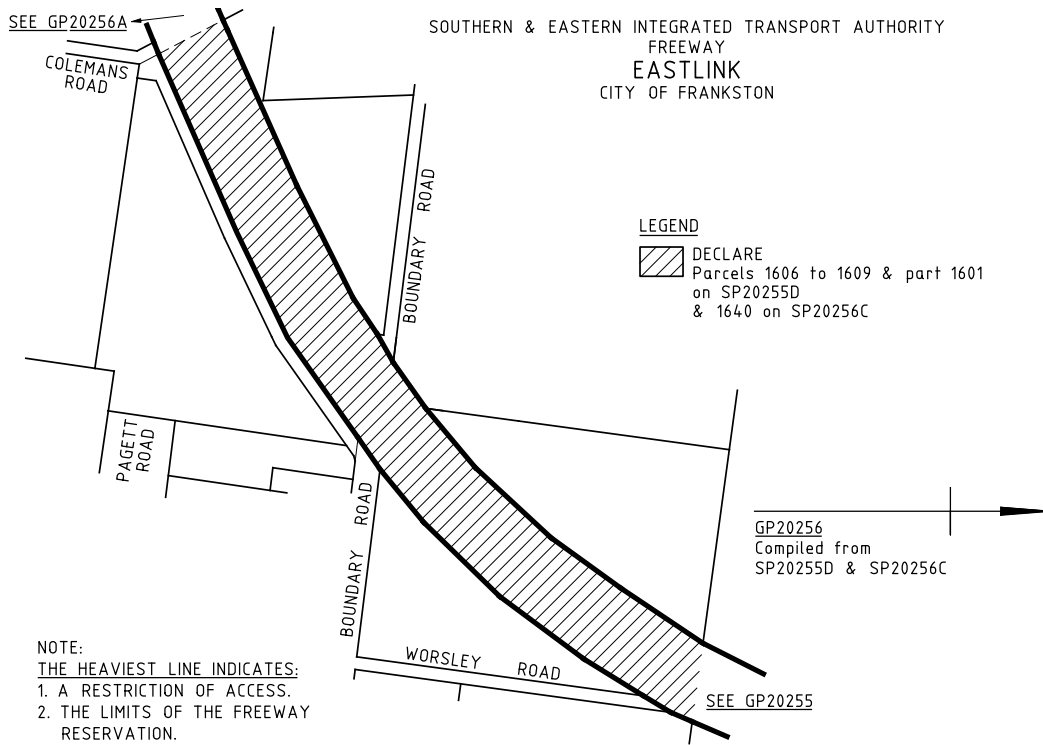 SEE GP20256A
SOUTHERN & EASTERN INTEGRATED TRANSPORT AUTHORITY
FREEWAY
EASTLINK
CITY OF FRANKSTON
COLEMANS
ROAD
BOUNDARY ROAD
LEGEND
DECLARE
Parcels 1606 to 1609 & part 1601
on SP20255D
& 1640 on SP20256C
PAGETT
ROAD
BOUNDARY ROAD
GP20256
Compiled from
SP20255D & SP20256C
WORSLEY ROAD
SEE GP20255
NOTE:
THE HEAVIEST LINE INDICATES:
1. A RESTRICTION OF ACCESS.
2. THE LIMITS OF THE FREEWAY
RESERVATION.